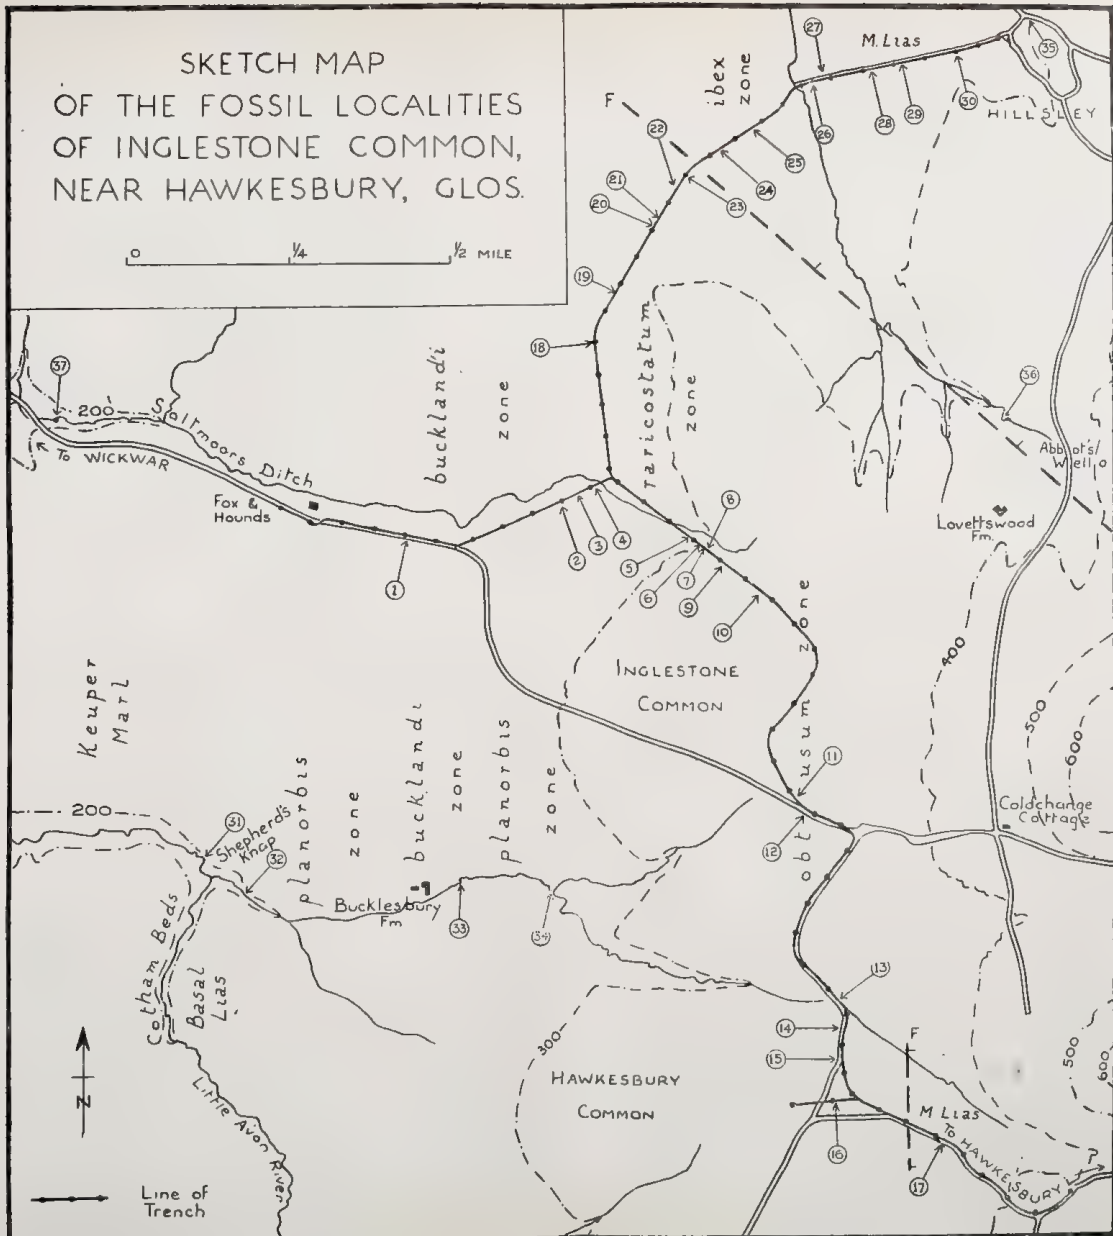 SKETCH MAP
OF THE FOSSIL LOCALITIES
OF INGLESTONE COMMON,
NEAR HAWKESBURY, GLOS.
0 1/4 1/2 MILE
27
M. Lias
35
ibex
zone
F
30
29
28
26
HILLSLEY
22
25
24
21
20
23
19
18
raricostatum
zone
bucklandi
zone
37
200'
Saltmoors Ditch
To WICKWAR
Fox &
Hounds
36
Abbots'
Well
Lovettswood
Fm.
1
2
3
4
5
6
7
8
9
10
400
500
600
INGLESTONE
COMMON
obtusum zone
Keuper
Marl
planorbis
zone
bucklandi
zone
planorbis
zone
11
12
Coldchange
Cottage
200
31
Shepherd's
Knap
32
Bucklesbury
Fm
33
34
Cotham Beds
Basal
Lias
13
14
15
F
300
HAWKESBURY
COMMON
500
600
N
Little Avon River
M Lias
TO HAWKESBURY
16
17
Line of
Trench